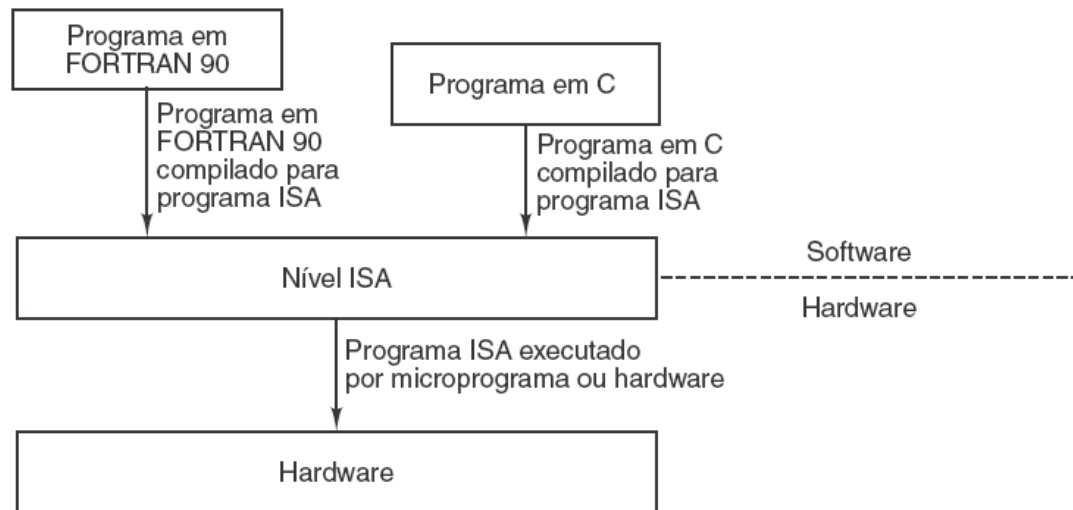 Programa em
FORTRAN 90
Programa em C
Programa em
FORTRAN 90
compilado para
programa ISA
Programa em C
compilado para
programa ISA
Nível ISA
Software
Hardware
Programa ISA executado
por microprograma ou hardware
Hardware